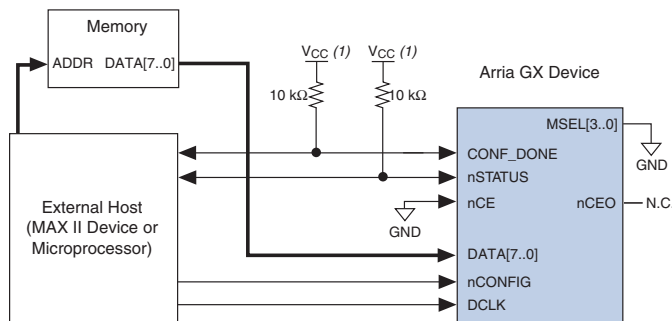 Memory
ADDR DATA[7..0]
VCC (1)
VCC (1)
10 kΩ
10 kΩ
Arria GX Device
MSEL[3..0]
GND
CONF_DONE
nSTATUS
nCE
nCEO
N.C.
GND
External Host
(MAX II Device or
Microprocessor)
DATA[7..0]
nCONFIG
DCLK